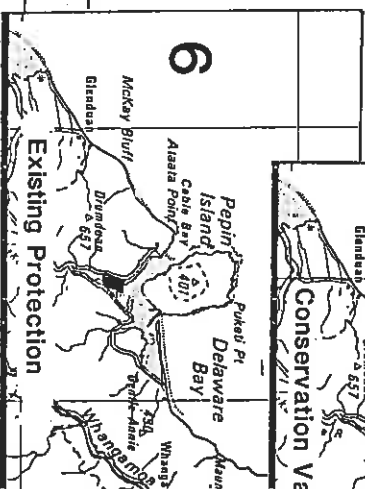 6
McKay Bluff
Glenduan
Ataata Point
Cable Bay
Pepin
Island
401
Pukati Pt
Delaware
Bay
Drumduan
657
Existing Protection
Whangamoa
Glenduan
657
Conservation Va